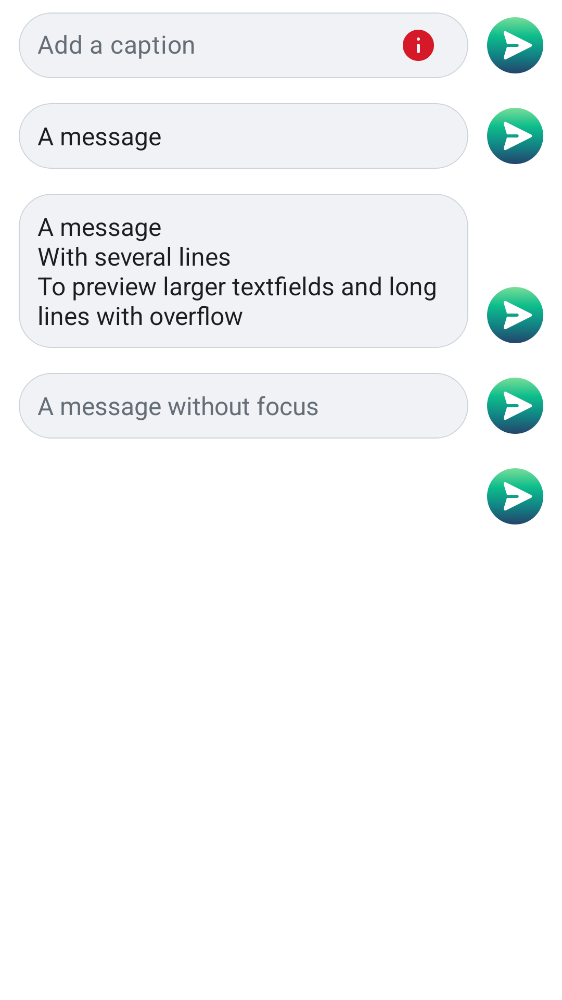 Add a caption
A message
A message
With several lines
To preview larger textfields and long
lines with overflow
A message without focus